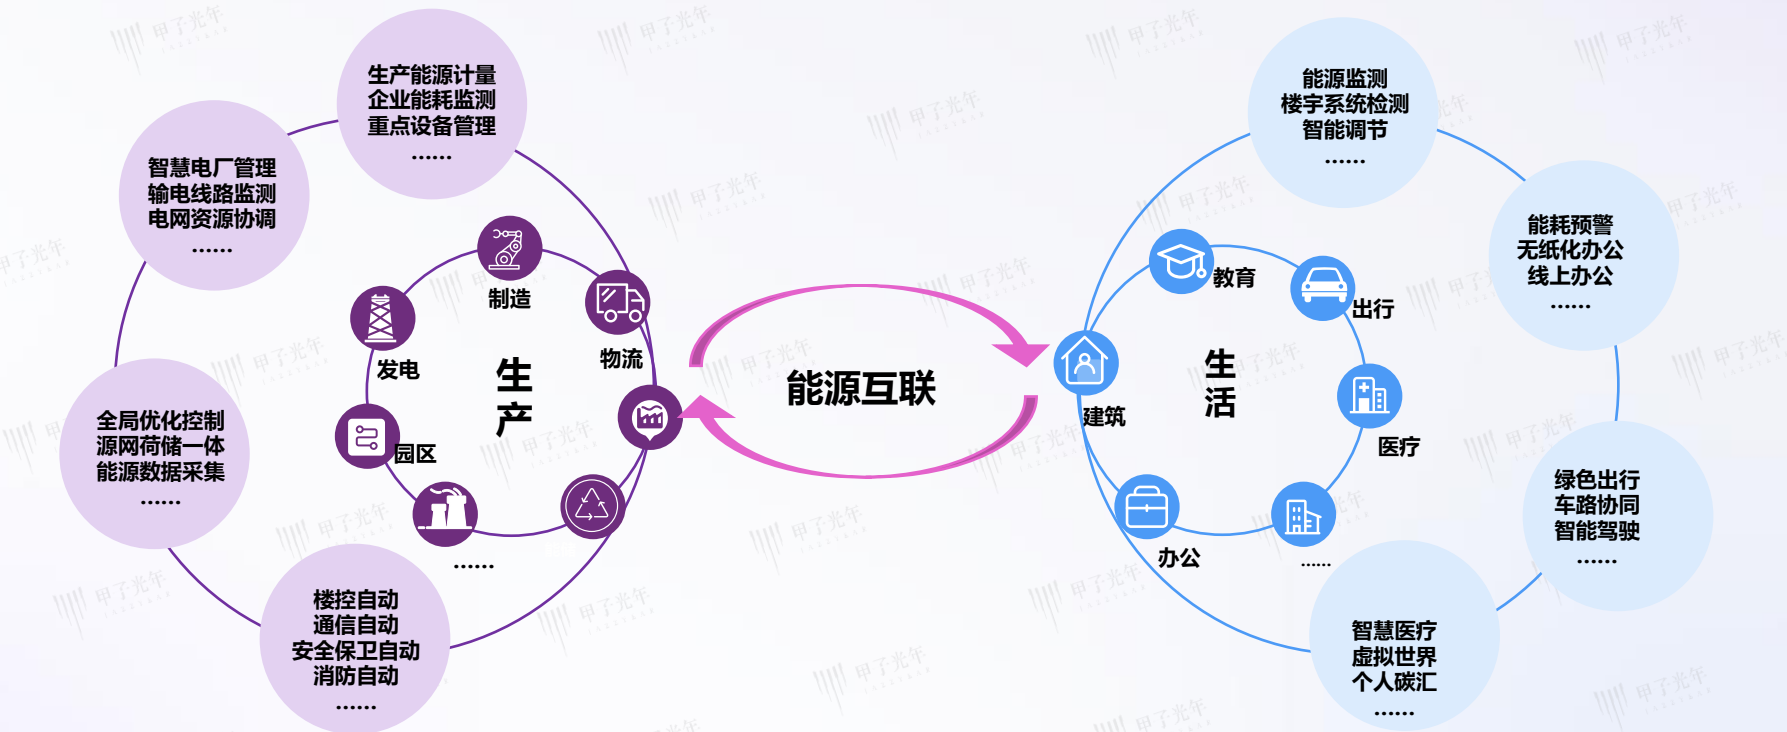 生产能源计量
企业能耗监测
重点设备管理
······
智慧电厂管理
输电线路监测
电网资源协调
······
全局优化控制
源网荷储一体
能源数据采集
······
楼控自动
通信自动
安全保卫自动
消防自动
······
制造
物流
发电
园区
······
生
产
能源互联
能源监测
楼宇系统检测
智能调节
······
能耗预警
无纸化办公
线上办公
······
绿色出行
车路协同
智能驾驶
······
智慧医疗
虚拟世界
个人碳汇
······
教育
出行
建筑
医疗
办公
······
生
活
甲子光年